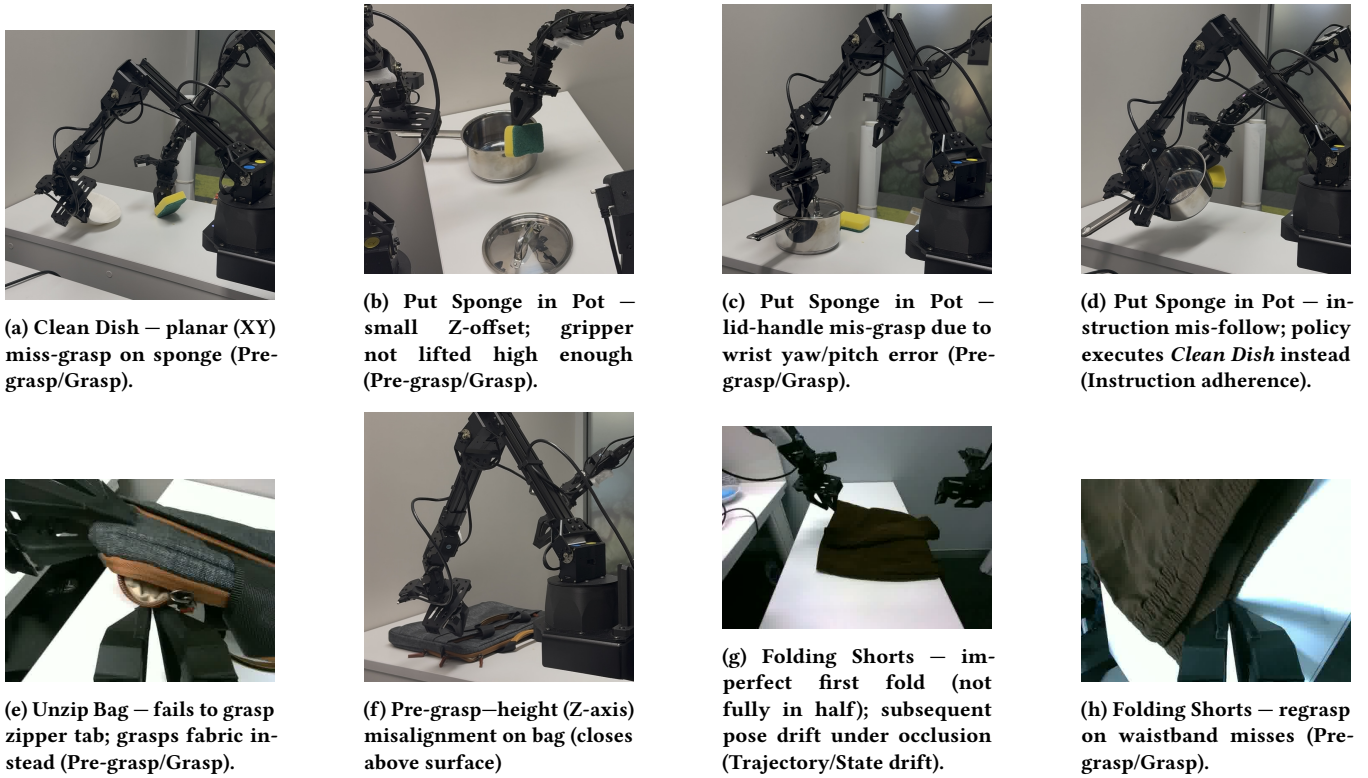 (a) Clean Dish — planar (XY)
miss-grasp on sponge (Pre-
grasp/Grasp).
(b) Put Sponge in Pot —
small Z-offset; gripper
not lifted high enough
(Pre-grasp/Grasp).
(c) Put Sponge in Pot —
lid-handle mis-grasp due to
wrist yaw/pitch error (Pre-
grasp/Grasp).
(d) Put Sponge in Pot — in-
struction mis-follow; policy
executes Clean Dish instead
(Instruction adherence).
(e) Unzip Bag — fails to grasp
zipper tab; grasps fabric in-
stead (Pre-grasp/Grasp).
(f) Pre-grasp—height (Z-axis)
misalignment on bag (closes
above surface)
(g) Folding Shorts — im-
perfect first fold (not
fully in half); subsequent
pose drift under occlusion
(Trajectory/State drift).
(h) Folding Shorts — regrasp
on waistband misses (Pre-
grasp/Grasp).